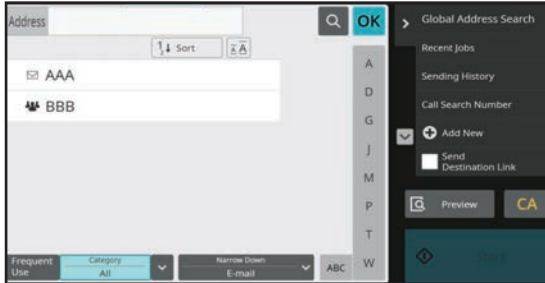 Address
OK
Sort
A
AAA
BBB
A
D
G
J
M
P
T
W
Frequent
Use
Category
All
Narrow Down
E-mail
ABC
Global Address Search
Recent Jobs
Sending History
Call Search Number
Add New
Send
Destination Link
Preview
CA
Start